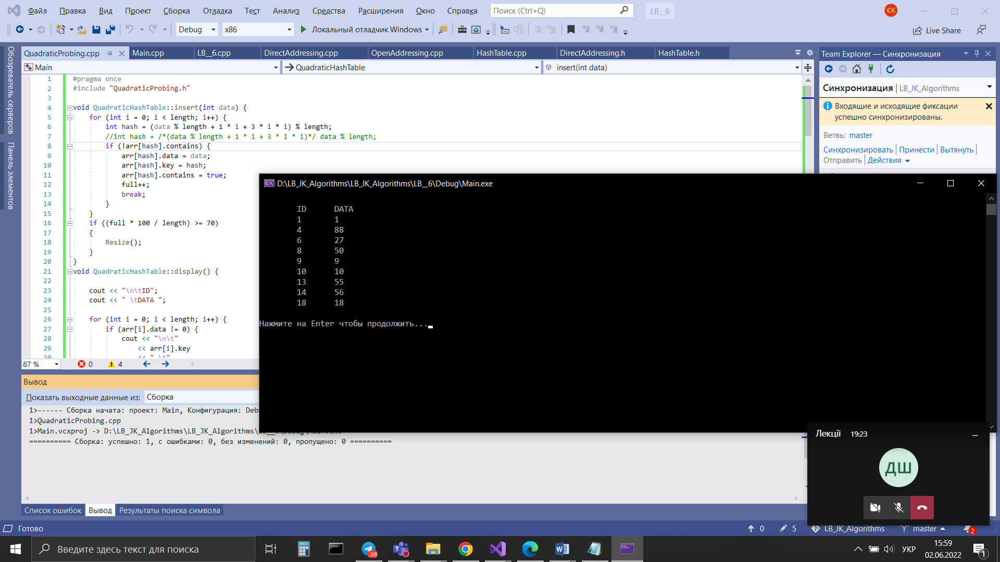 Файл Правка Вид Проект Сборка Отладка Тест Анализ Средства Расширения Окно Справка Поиск (Ctrl+Q) LB__6 ЄК
Debug x86 Локальный отладчик Windows Live Share
Обозреватель серверов
Панель элементов
QuadraticProbing.cpp Main.cpp LB__6.cpp DirectAddressing.cpp OpenAddressing.cpp HashTable.cpp DirectAddressing.h HashTable.h
Main QuadraticHashTable insert(int data)
1 #pragma once
2 #include "QuadraticProbing.h"
3
4 void QuadraticHashTable::insert(int data) {
5 for (int i = 0; i < length; i++) {
6 int hash = (data % length + 1 * i + 3 * i * i) % length;
7 //int hash = /*(data % length + 1 * i + 3 * i * i)*/ data % length;
8 if (!arr[hash].contains) {
9 arr[hash].data = data;
10 arr[hash].key = hash;
11 arr[hash].contains = true;
12 full++;
13 break;
14 }
15 }
16 if ((full * 100 / length) >= 70)
17 {
18 Resize();
19 }
20 }
21 void QuadraticHashTable::display() {
22
23 cout << "\n\tID";
24 cout << " \tDATA ";
25
26 for (int i = 0; i < length; i++) {
27 if (arr[i].data != 0) {
28 cout << "\n\t"
29 << arr[i].key
30 << " \t"
87 % 0 4
Team Explorer — Синхронизация
Синхронизация | LB_JK_Algorithms
Входящие и исходящие фиксации
успешно синхронизированы.
Ветвь: master
Синхронизировать Принести Вытянуть
Отправить Действия
D:\LB_JK_Algorithms\LB_JK_Algorithms\LB__6\Debug\Main.exe
ID DATA
1 1
4 88
6 27
8 50
9 9
10 10
13 55
14 56
18 18
Нажмите на Enter чтобы продолжить...
Вывод
Показать выходные данные из: Сборка
1>------ Сборка начата: проект: Main, Конфигурация:
1>QuadraticProbing.cpp
1>Main.vcxproj -> D:\LB_JK_Algorithms\LB_JK_Algorithms\LB__6\Debug\Main.exe
========== Сборка: успешно: 1, с ошибками: 0, без изменений: 0, пропущено: 0 ==========
Список ошибок Вывод Результаты поиска символа
Лекції 19:23
ДШ
Готово 0 5 LB_JK_Algorithms master 2
Введите здесь текст для поиска ..68 УКР 15:59
02.06.2022 1